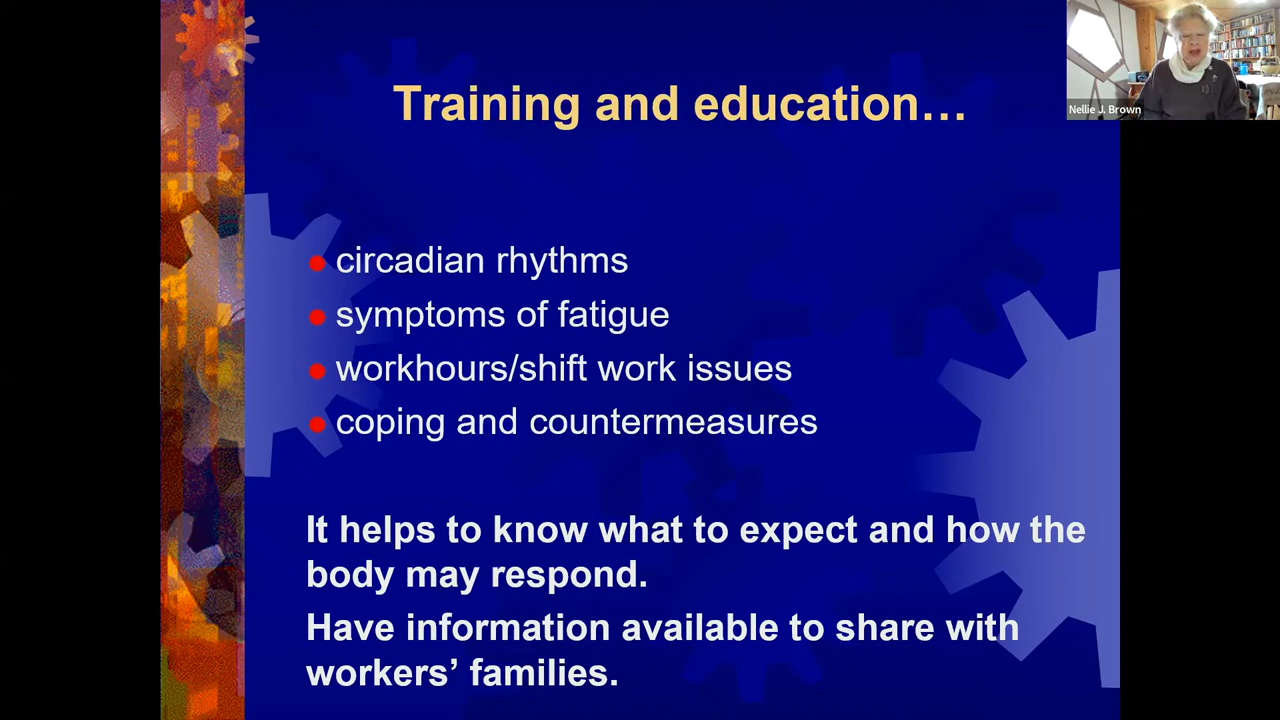 Training and education…
Nellie J. Brown
circadian rhythms
symptoms of fatigue
workhours/shift work issues
coping and countermeasures
It helps to know what to expect and how the
body may respond.
Have information available to share with
workers’ families.